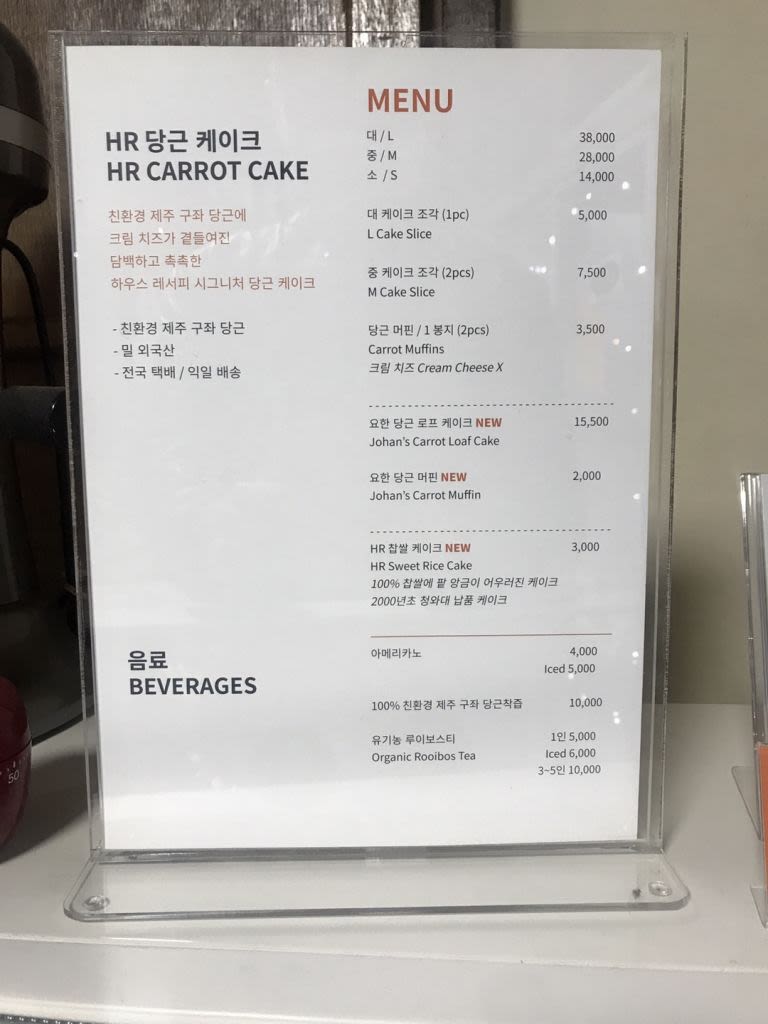 HR 당근 케이크
HR CARROT CAKE
친환경 제주 구좌 당근에
크림 치즈가 곁들여진
담백하고 촉촉한
하우스 레서피 시그니처 당근 케이크
- 친환경 제주 구좌 당근
- 밀 외국산
- 전국 택배 / 익일 배송
MENU
대 / L 38,000
중 / M 28,000
소 / S 14,000
대 케이크 조각 (1pc) 5,000
L Cake Slice
중 케이크 조각 (2pcs) 7,500
M Cake Slice
당근 머핀 / 1 봉지 (2pcs) 3,500
Carrot Muffins
크림 치즈 Cream Cheese X
요한 당근 로프 케이크 NEW 15,500
Johan's Carrot Loaf Cake
요한 당근 머핀 NEW 2,000
Johan's Carrot Muffin
HR 찹쌀 케이크 NEW 3,000
HR Sweet Rice Cake
100% 찹쌀에 팥 앙금이 어우러진 케이크
2000년초 청와대 납품 케이크
음료
BEVERAGES
아메리카노 4,000
Iced 5,000
100% 친환경 제주 구좌 당근착즙 10,000
유기농 루이보스티 1인 5,000
Organic Rooibos Tea Iced 6,000
3~5인 10,000
50